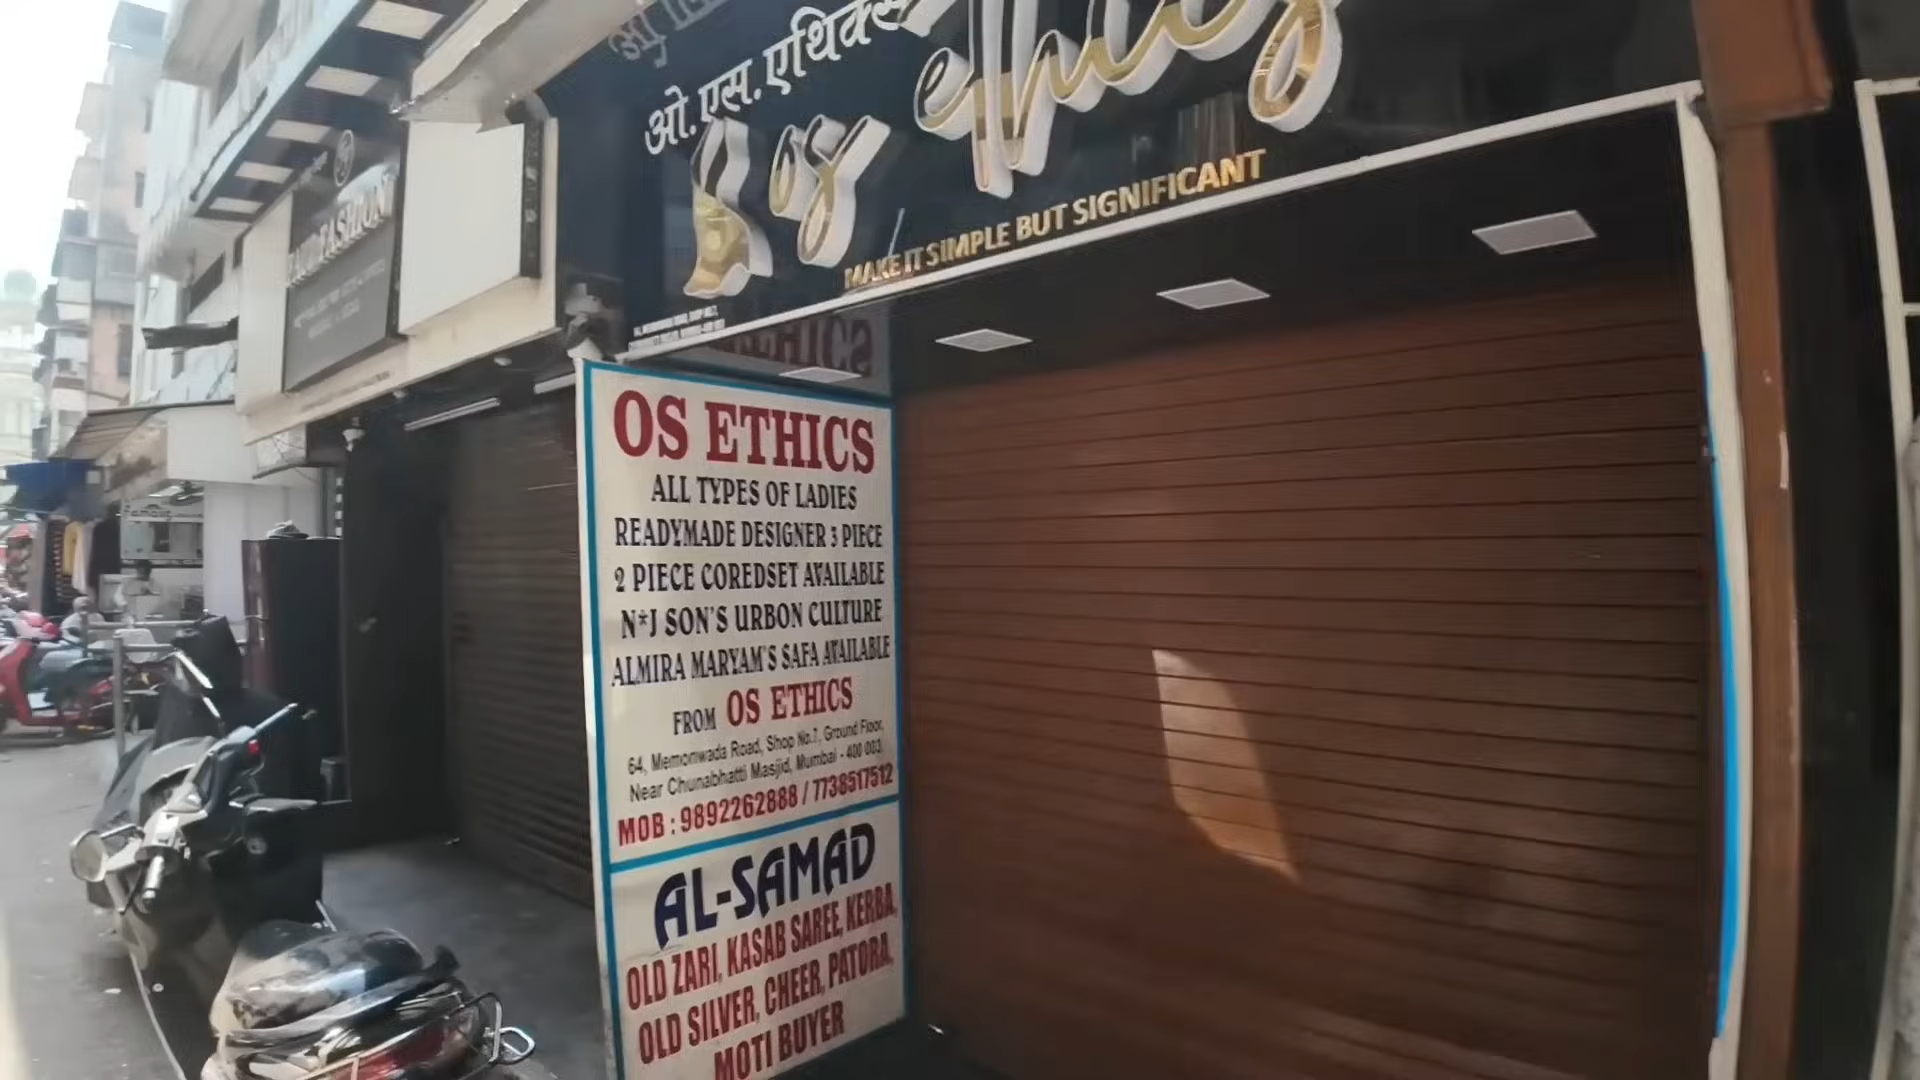 ओ. एस. एथिक्स
os ethics
MAKE IT SIMPLE BUT SIGNIFICANT
FASHION
OS ETHICS
ALL TYPES OF LADIES
READYMADE DESIGNER 3 PIECE
2 PIECE COREDSET AVAILABLE
N*J SON'S URBON CULTURE
ALMIRA MARYAM'S SAFA AVAILABLE
FROM OS ETHICS
64, Memonwada Road, Shop No.7, Ground Floor,
Near Chunabhatti Masjid, Mumbai - 400 003.
MOB : 9892262888 / 7738517512
AL-SAMAD
OLD ZARI, KASAB SAREE, KERBA,
OLD SILVER, CHEER, PATORA,
MOTI BUYER